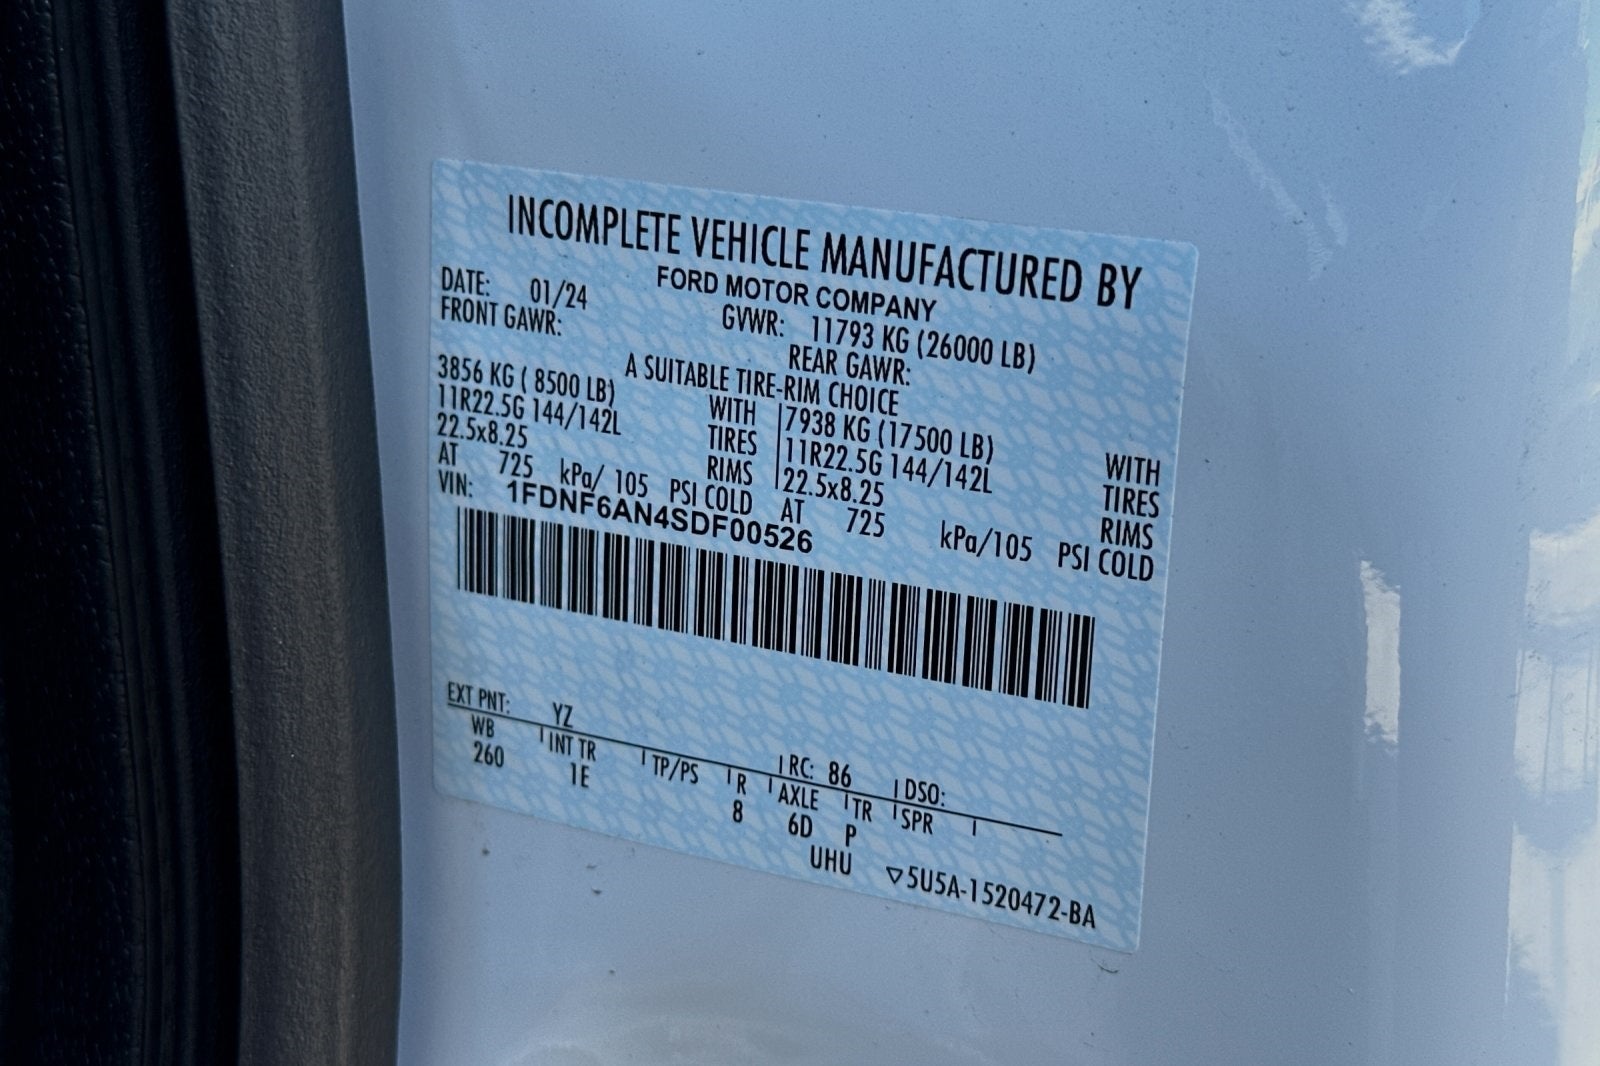 INCOMPLETE VEHICLE MANUFACTURED BY
FORD MOTOR COMPANY
DATE: 01/24 GVWR: 11793 KG (26000 LB)
FRONT GAWR: REAR GAWR:
A SUITABLE TIRE-RIM CHOICE
3856 KG ( 8500 LB) WITH 7938 KG (17500 LB) WITH
11R22.5G 144/142L TIRES 11R22.5G 144/142L TIRES
22.5x8.25 RIMS 22.5x8.25 RIMS
AT 725 kPa/ 105 PSI COLD AT 725 kPa/105 PSI COLD
VIN: 1FDNF6AN4SDF00526
EXT PNT: YZ RC: 86 DSO:
WB INT TR TP/PS R AXLE TR SPR
260 1E 8 6D P
UHU ▽5U5A-1520472-BA